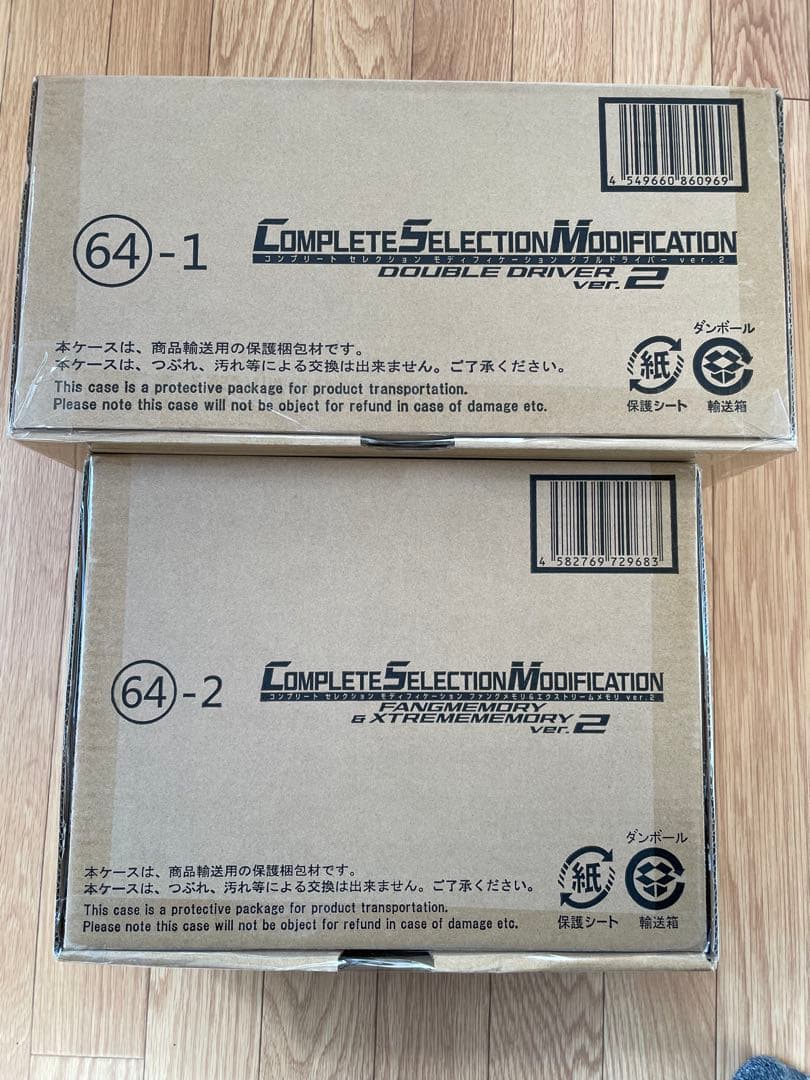 4 549660 860969
64-1
COMPLETE SELECTION MODIFICATION
コンプリート セレクション モディフィケーション ダブルドライバー ver.2
DOUBLE DRIVER
ver.2
ダンボール
紙
保護シート
輸送箱
本ケースは、商品輸送用の保護梱包材です。
本ケースは、つぶれ、汚れ等による交換は出来ません。ご了承ください。
This case is a protective package for product transportation.
Please note this case will not be object for refund in case of damage etc.
4 582769 729683
64-2
COMPLETE SELECTION MODIFICATION
コンプリート セレクション モディフィケーション ファングメモリ&エクストリームメモリ ver.2
FANGMEMORY
& XTREMEMEMORY
ver.2
ダンボール
紙
保護シート
輸送箱
本ケースは、商品輸送用の保護梱包材です。
本ケースは、つぶれ、汚れ等による交換は出来ません。ご了承ください。
This case is a protective package for product transportation.
Please note this case will not be object for refund in case of damage etc.